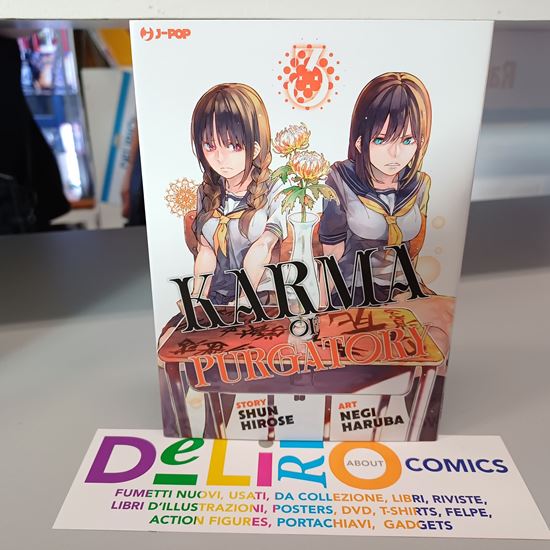 J-POP
3
KARMA
OF
PURGATORY
STORY
SHUN
HIROSE
ART
NEGI
HARUBA
DeLiRiO
ABOUT
COMICS
FUMETTI NUOVI, USATI, DA COLLEZIONE, LIBRI, RIVISTE,
LIBRI D'ILLUSTRAZIONI, POSTERS, DVD, T-SHIRTS, FELPE,
ACTION FIGURES, PORTACHIAVI, GADGETS